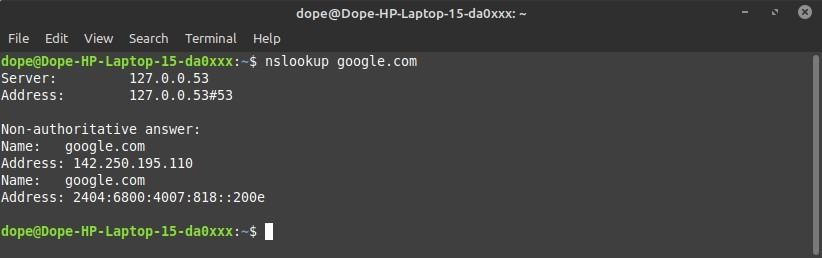 dope@Dope-HP-Laptop-15-da0xxx: ~
File Edit View Search Terminal Help
dope@Dope-HP-Laptop-15-da0xxx:~$ nslookup google.com
Server: 127.0.0.53
Address: 127.0.0.53#53
Non-authoritative answer:
Name: google.com
Address: 142.250.195.110
Name: google.com
Address: 2404:6800:4007:818::200e
dope@Dope-HP-Laptop-15-da0xxx:~$